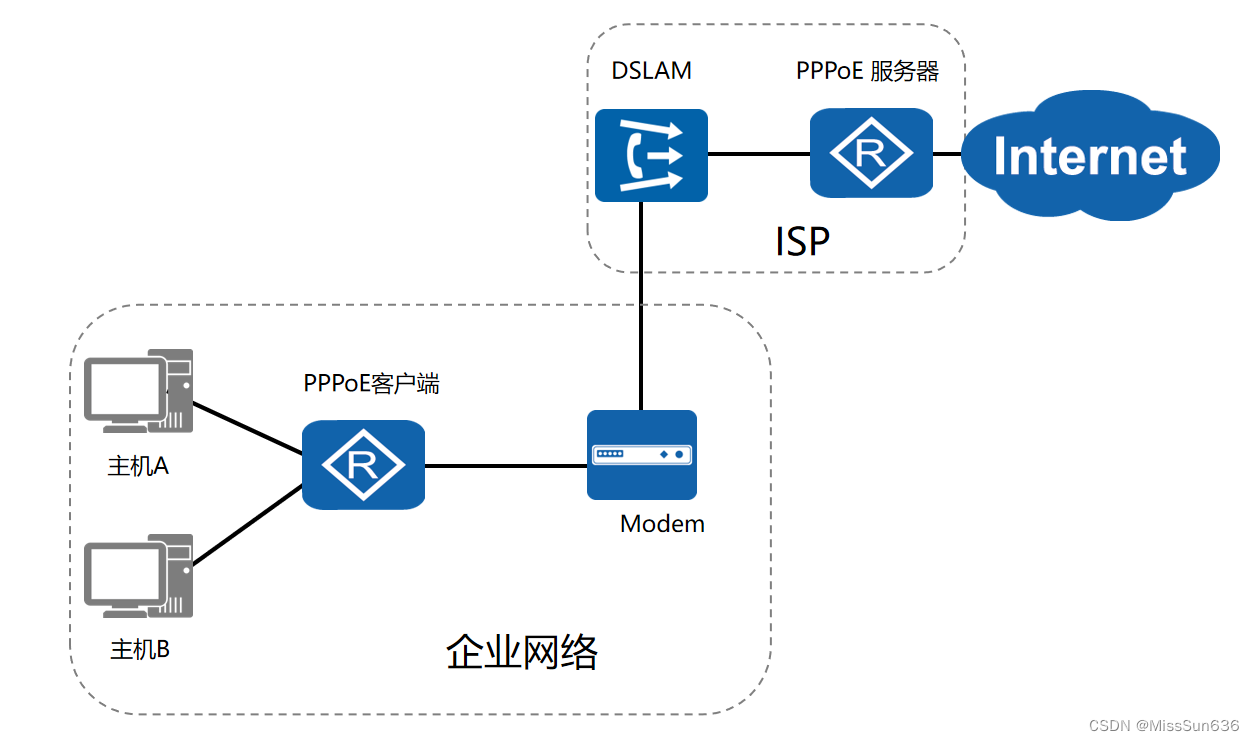 DSLAM
PPPoE 服务器
R
Internet
ISP
PPPoE客户端
主机A
R
Modem
主机B
企业网络
CSDN @MissSun636